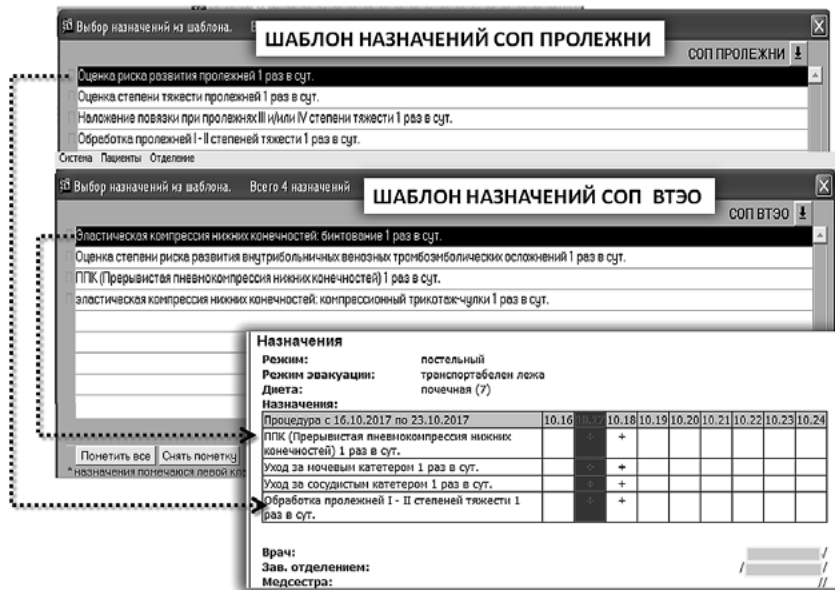 Выбор назначений из шаблона.
ШАБЛОН НАЗНАЧЕНИЙ СОП ПРОЛЕЖНИ
СОП ПРОЛЕЖНИ
Оценка риска развития пролежней 1 раз в сут.
Оценка степени тяжести пролежней 1 раз в сут.
Наложение повязки при пролежнях III и/или IV степени тяжести 1 раз в сут.
Обработка пролежней I - II степеней тяжести 1 раз в сут.
Система Пациенты Отделение
Выбор назначений из шаблона. Всего 4 назначений
ШАБЛОН НАЗНАЧЕНИЙ СОП ВТЭО
СОП ВТЭО
Эластическая компрессия нижних конечностей: бинтование 1 раз в сут.
Оценка степени риска развития внутрибольничных венозных тромбоэмболических осложнений 1 раз в сут.
ППК (Прерывистая пневмокомпрессия нижних конечностей) 1 раз в сут.
эластическая компрессия нижних конечностей: компрессионный трикотаж-чулки 1 раз в сут.
Пометить все Снять пометку
* назначения помечаюся левой
Назначения
Режим: постельный
Режим эвакуации: транспортабелен лежа
Диета: почечная (7)
Назначения:
Процедура с 16.10.2017 по 23.10.2017 10.16 10.17 10.18 10.19 10.20 10.21 10.22 10.23 10.24
ППК (Прерывистая пневмокомпрессия нижних + +
конечностей) 1 раз в сут.
Уход за мочевым катетером 1 раз в сут. + +
Уход за сосудистым катетером 1 раз в сут. + +
Обработка пролежней I - II степеней тяжести 1 + +
раз в сут.
Врач: /
Зав. отделением: / /
Медсестра: //